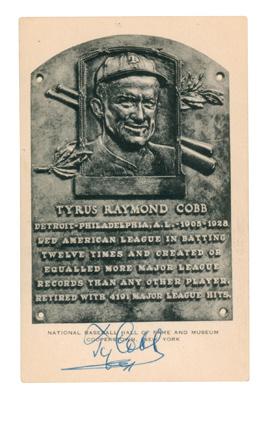 TYRUS RAYMOND COBB
DETROIT-PHILADELPHIA, A.L.-1905-1928
LED AMERICAN LEAGUE IN BATTING
TWELVE TIMES AND CREATED OR
EQUALLED MORE MAJOR LEAGUE
RECORDS THAN ANY OTHER PLAYER.
RETIRED WITH 4191 MAJOR LEAGUE HITS.
NATIONAL BASEBALL HALL OF FAME AND MUSEUM
COOPERSTOWN, NEW YORK
Ty Cobb